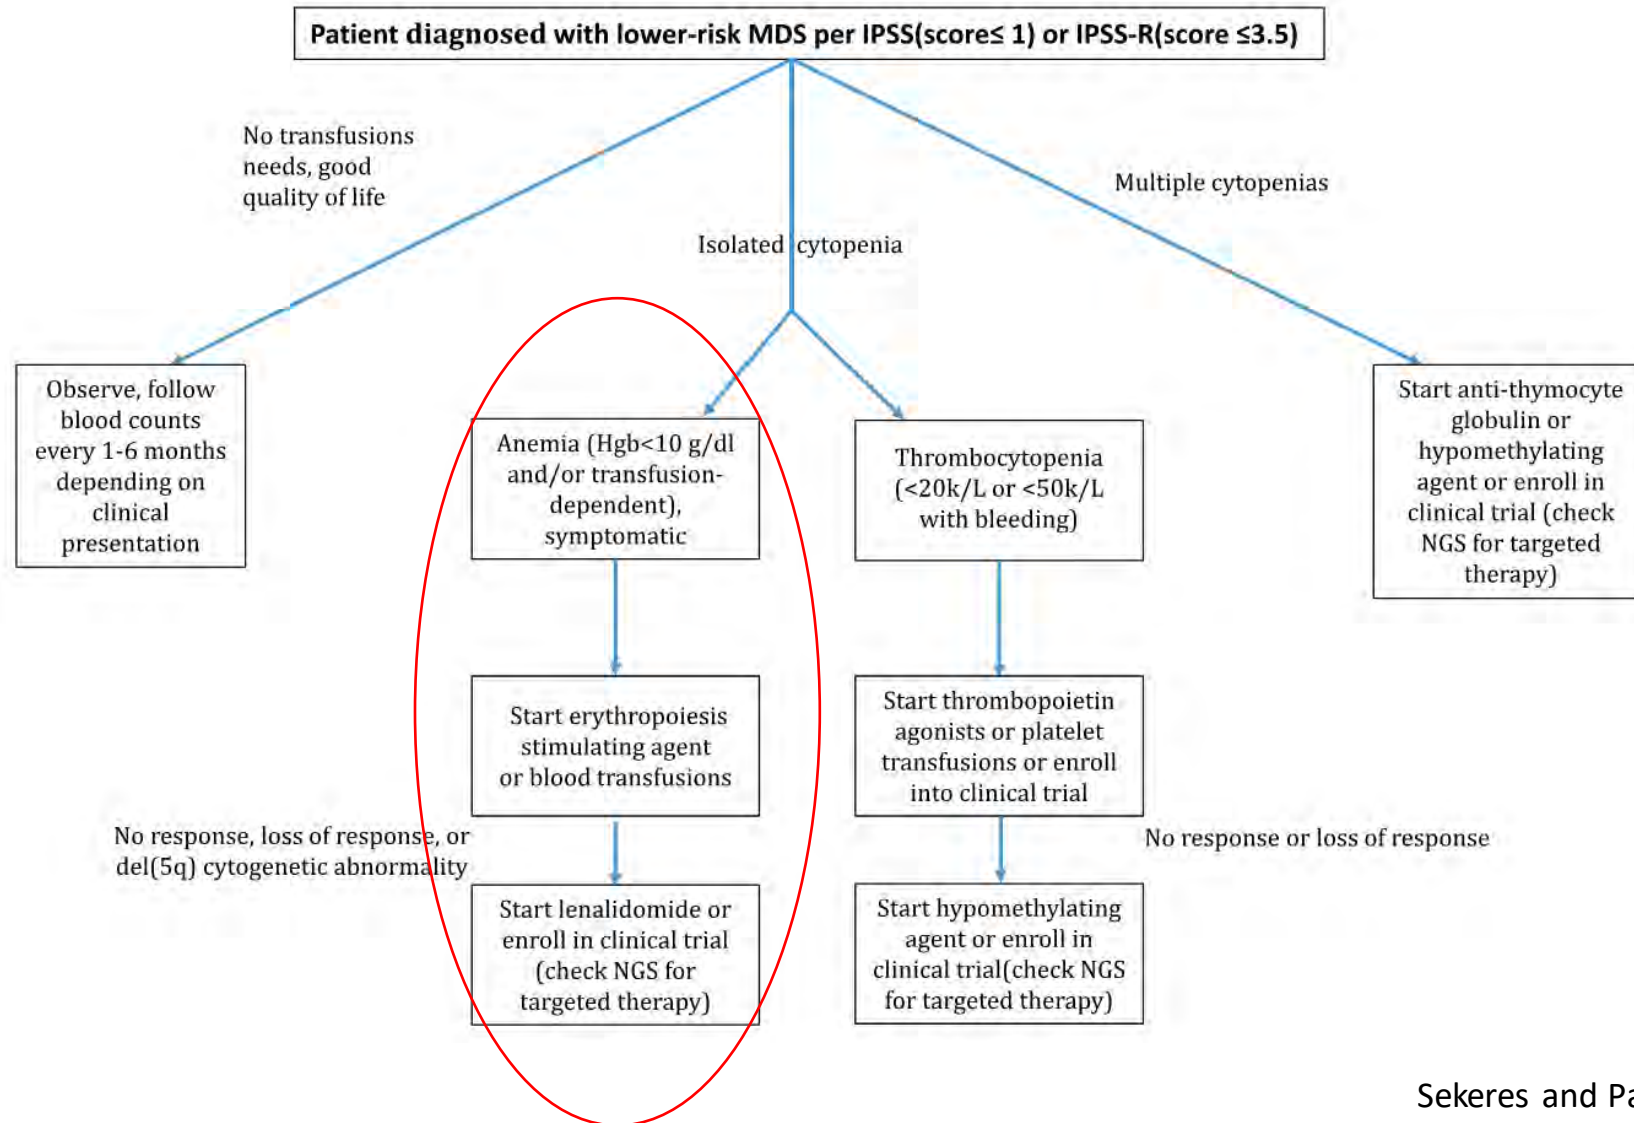 Patient diagnosed with lower-risk MDS per IPSS(score≤ 1) or IPSS-R(score ≤3.5)
No transfusions
needs, good
quality of life
Isolated cytopenia
Multiple cytopenias
Observe, follow
blood counts
every 1-6 months
depending on
clinical
presentation
Anemia (Hgb<10 g/dl
and/or transfusion-
dependent),
symptomatic
Thrombocytopenia
(<20k/L or <50k/L
with bleeding)
Start anti-thymocyte
globulin or
hypomethylating
agent or enroll in
clinical trial (check
NGS for targeted
therapy)
Start erythropoiesis
stimulating agent
or blood transfusions
Start thrombopoietin
agonists or platelet
transfusions or enroll
into clinical trial
No response, loss of response, or
del(5q) cytogenetic abnormality
No response or loss of response
Start lenalidomide or
enroll in clinical trial
(check NGS for
targeted therapy)
Start hypomethylating
agent or enroll in
clinical trial(check NGS
for targeted therapy)
Sekeres and